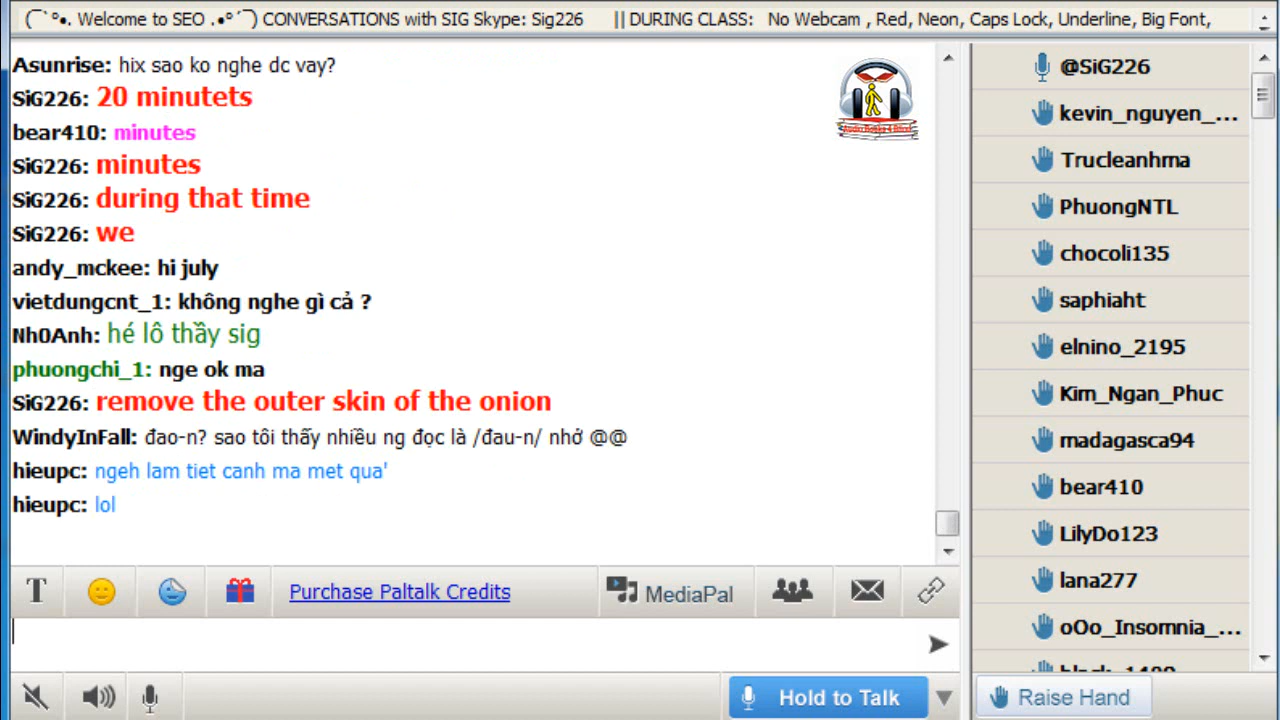 (¯`°•. Welcome to SEO .•°´¯) CONVERSATIONS with SIG Skype: Sig226 || DURING CLASS: No Webcam , Red, Neon, Caps Lock, Underline, Big Font,
Asunrise: hix sao ko nghe dc vay?
SiG226: 20 minutets
bear410: minutes
SiG226: minutes
SiG226: during that time
SiG226: we
andy_mckee: hi july
vietdungcnt_1: không nghe gì cả ?
Nh0Anh: hé lô thầy sig
phuongchi_1: nge ok ma
SiG226: remove the outer skin of the onion
WindyInFall: đao-n? sao tôi thấy nhiều ng đọc là /đau-n/ nhớ @@
hieupc: ngeh lam tiet canh ma met qua'
hieupc: lol
T
Purchase Paltalk Credits
MediaPal
Hold to Talk
@SiG226
kevin_nguyen_...
Trucleanhma
PhuongNTL
chocoli135
saphiaht
elnino_2195
Kim_Ngan_Phuc
madagasca94
bear410
LilyDo123
lana277
oOo_Insomnia_...
Raise Hand